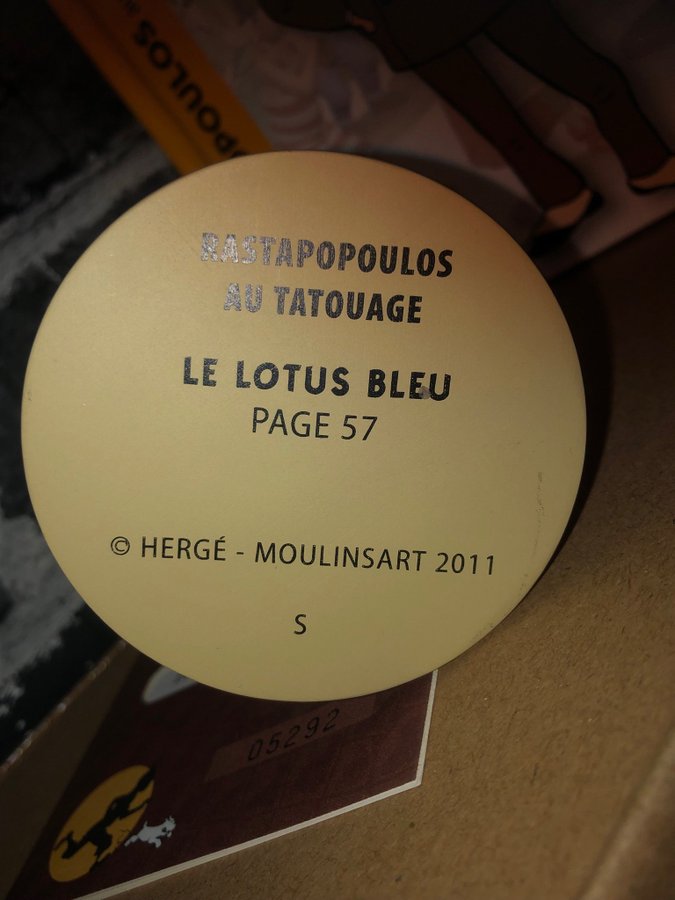 RASTAPOPOULOS
AU TATOUAGE
LE LOTUS BLEU
PAGE 57
© HERGÉ - MOULINSART 2011
S
05292